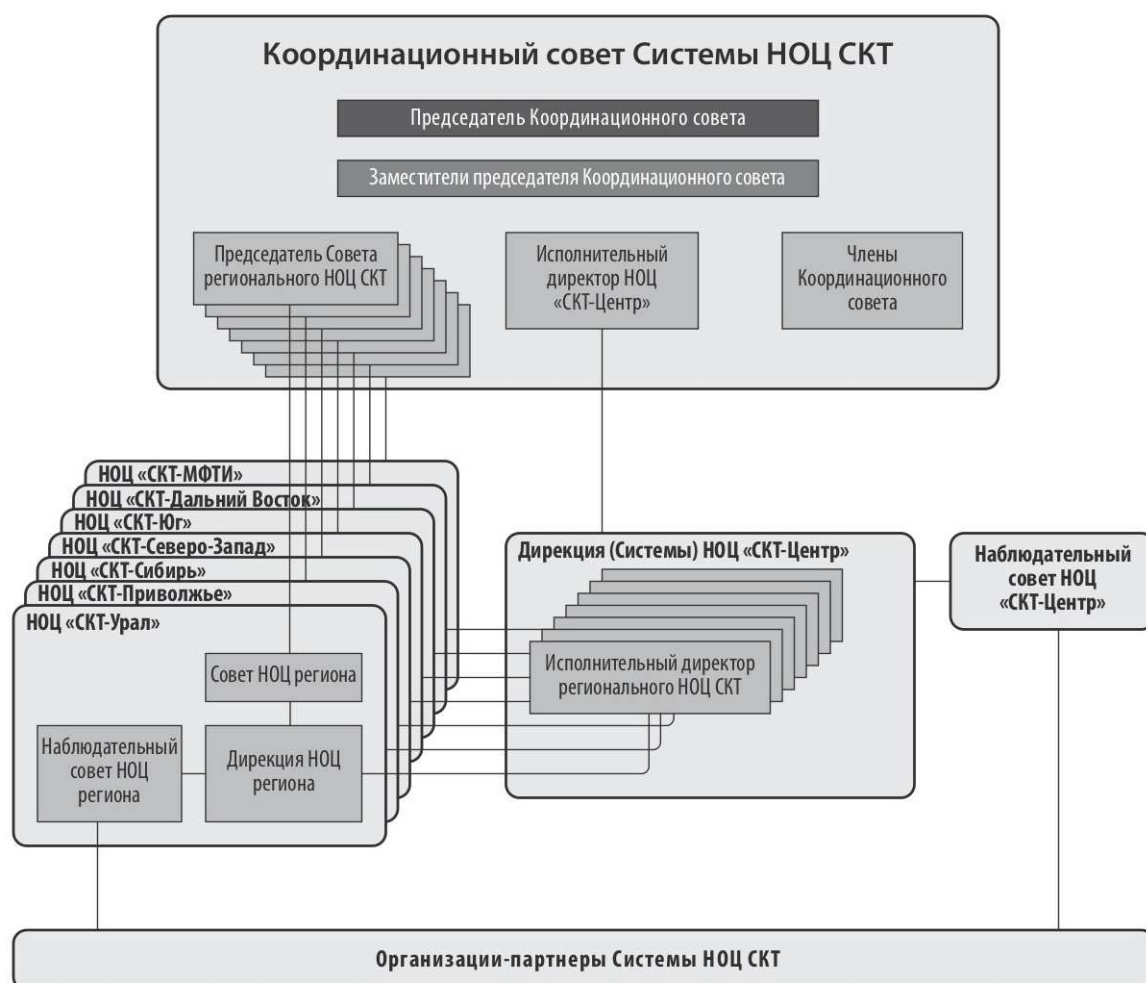 Координационный совет Системы НОЦ СКТ
Председатель Координационного совета
Заместители председателя Координационного совета
Председатель Совета
регионального НОЦ СКТ
Исполнительный
директор НОЦ
«СКТ-Центр»
Члены
Координационного
совета
НОЦ «СКТ-МФТИ»
НОЦ «СКТ-Дальний Восток»
НОЦ «СКТ-Юг»
НОЦ «СКТ-Северо-Запад»
НОЦ «СКТ-Сибирь»
НОЦ «СКТ-Приволжье»
НОЦ «СКТ-Урал»
Совет НОЦ региона
Наблюдательный
совет НОЦ
региона
Дирекция НОЦ
региона
Дирекция (Системы) НОЦ «СКТ-Центр»
Исполнительный директор
регионального НОЦ СКТ
Наблюдательный
совет НОЦ
«СКТ-Центр»
Организации-партнеры Системы НОЦ СКТ